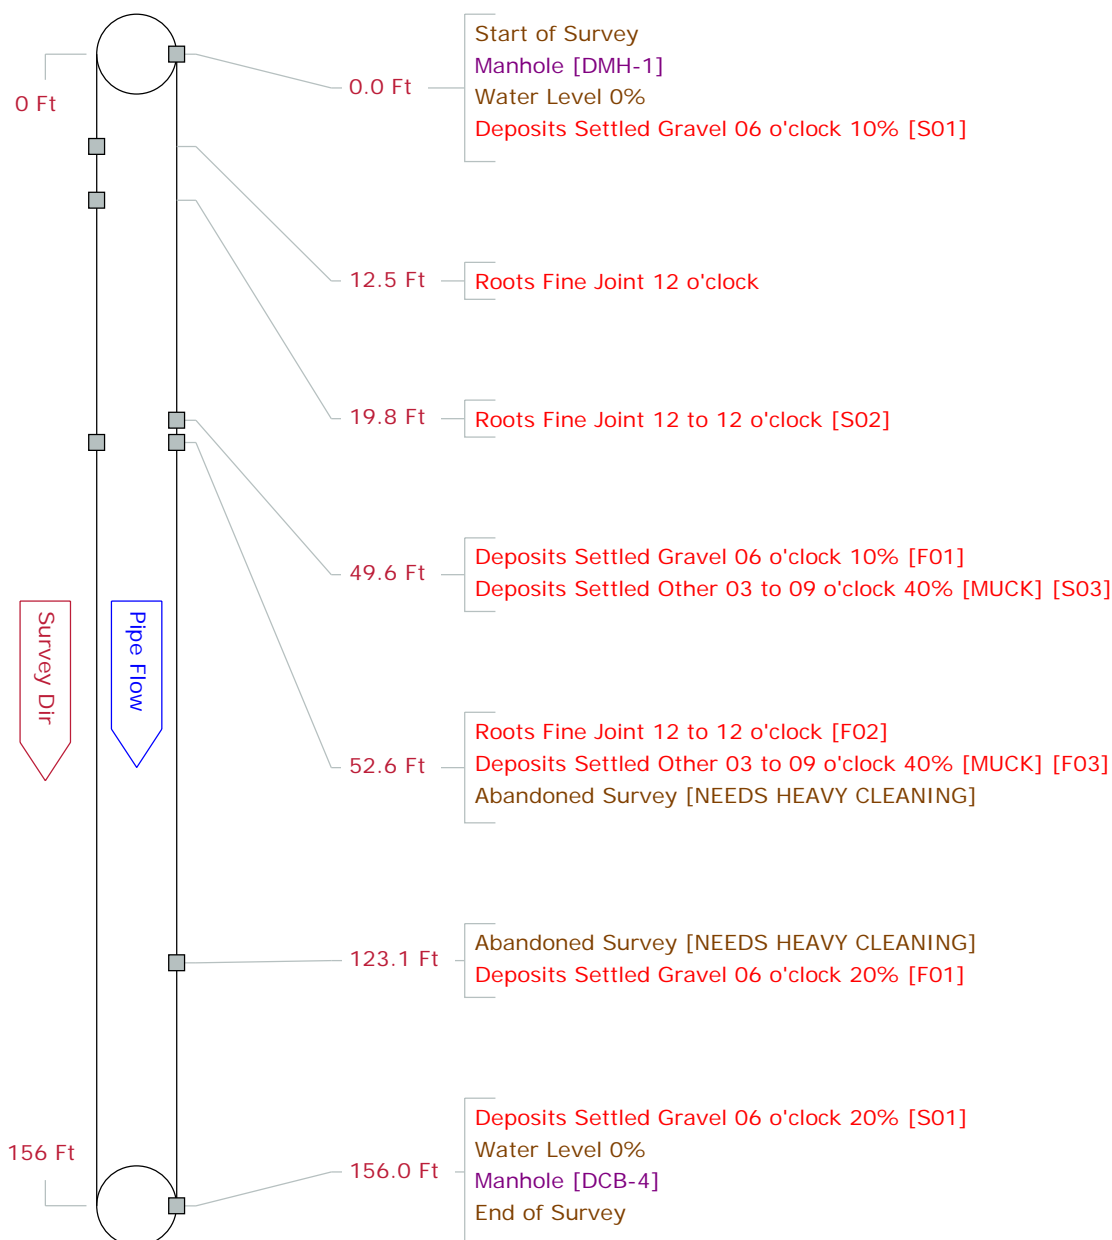 Start of Survey
Manhole [DMH-1]
0.0 Ft
Water Level 0%
0 Ft
Deposits Settled Gravel 06 o'clock 10% [S01]
12.5 Ft
Roots Fine Joint 12 o'clock
19.8 Ft
Roots Fine Joint 12 to 12 o'clock [S02]
49.6 Ft
Deposits Settled Gravel 06 o'clock 10% [F01]
Deposits Settled Other 03 to 09 o'clock 40% [MUCK] [S03]
Survey Dir
Pipe Flow
52.6 Ft
Roots Fine Joint 12 to 12 o'clock [F02]
Deposits Settled Other 03 to 09 o'clock 40% [MUCK] [F03]
Abandoned Survey [NEEDS HEAVY CLEANING]
123.1 Ft
Abandoned Survey [NEEDS HEAVY CLEANING]
Deposits Settled Gravel 06 o'clock 20% [F01]
156 Ft
156.0 Ft
Deposits Settled Gravel 06 o'clock 20% [S01]
Water Level 0%
Manhole [DCB-4]
End of Survey